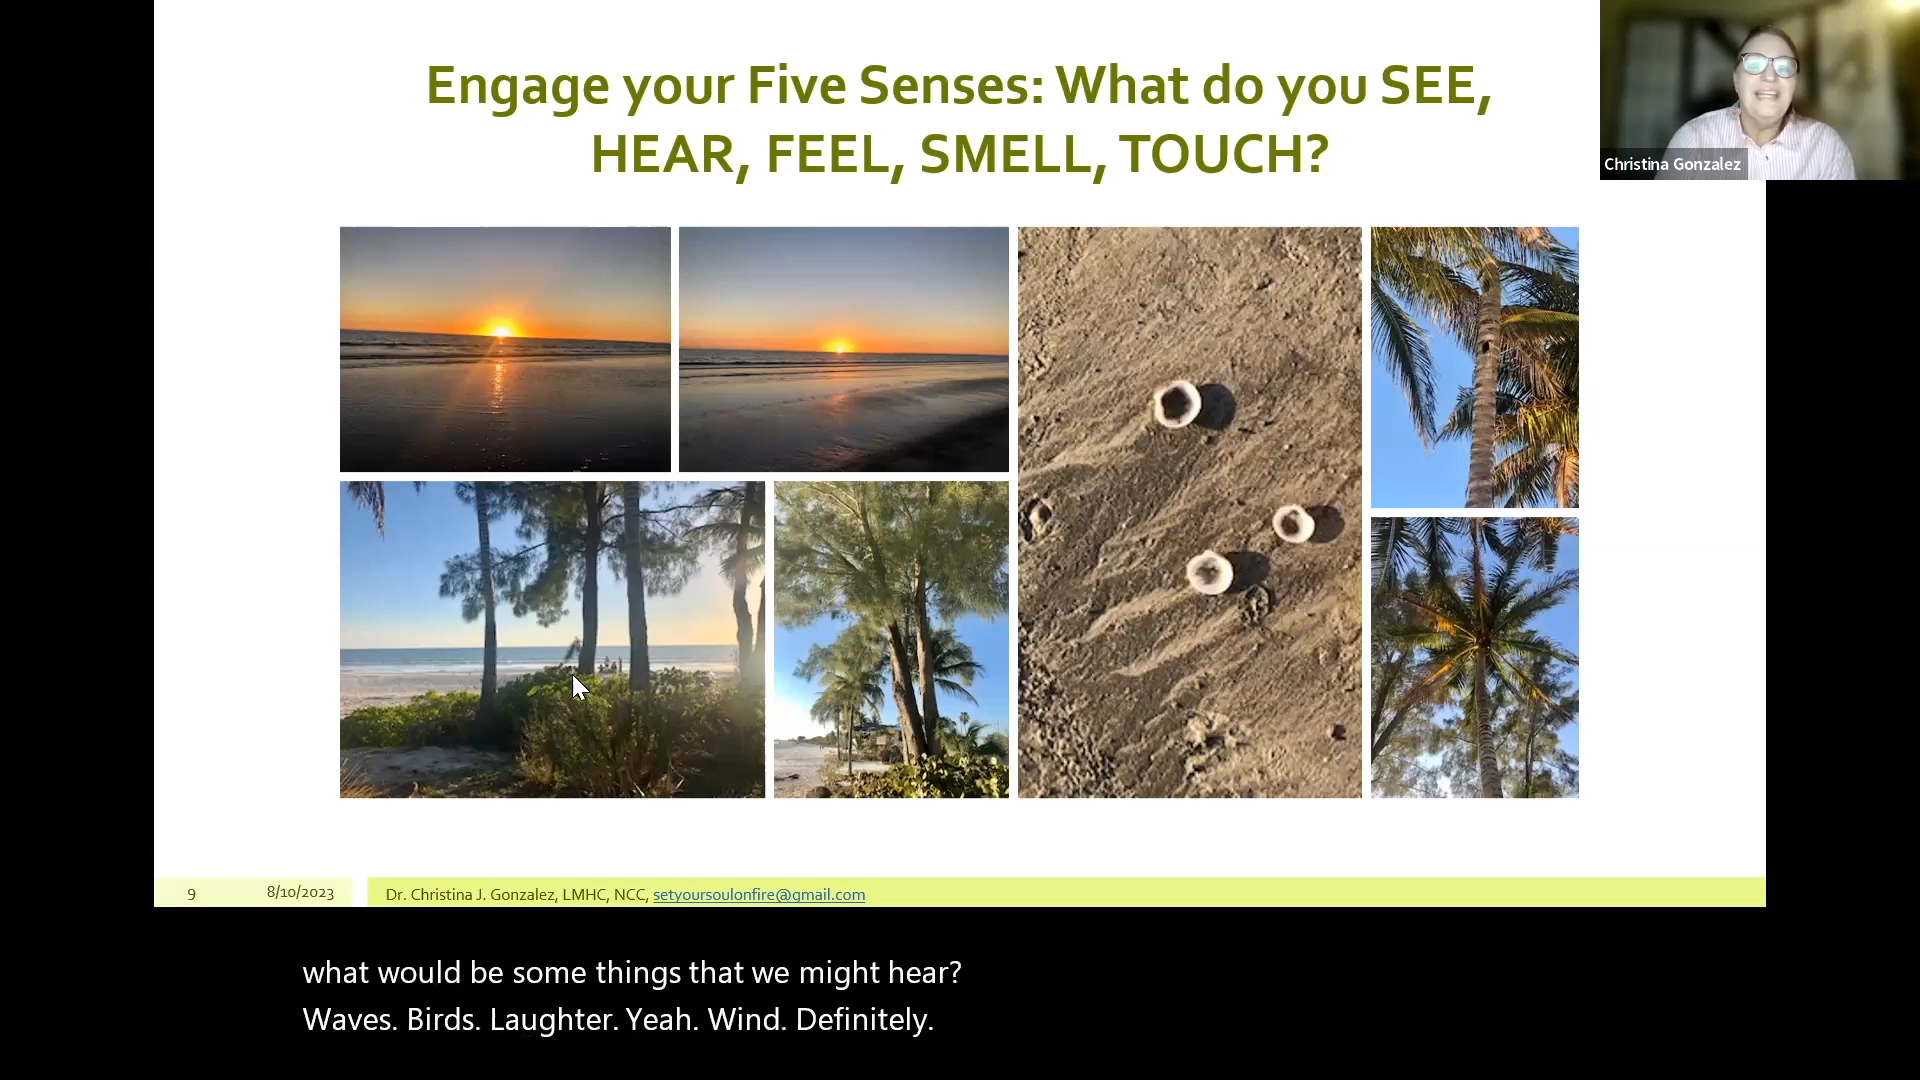 Engage your Five Senses: What do you SEE,
HEAR, FEEL, SMELL, TOUCH?
Christina Gonzalez
9 8/10/2023 Dr. Christina J. Gonzalez, LMHC, NCC, setyoursoulonfire@gmail.com
what would be some things that we might hear?
Waves. Birds. Laughter. Yeah. Wind. Definitely.